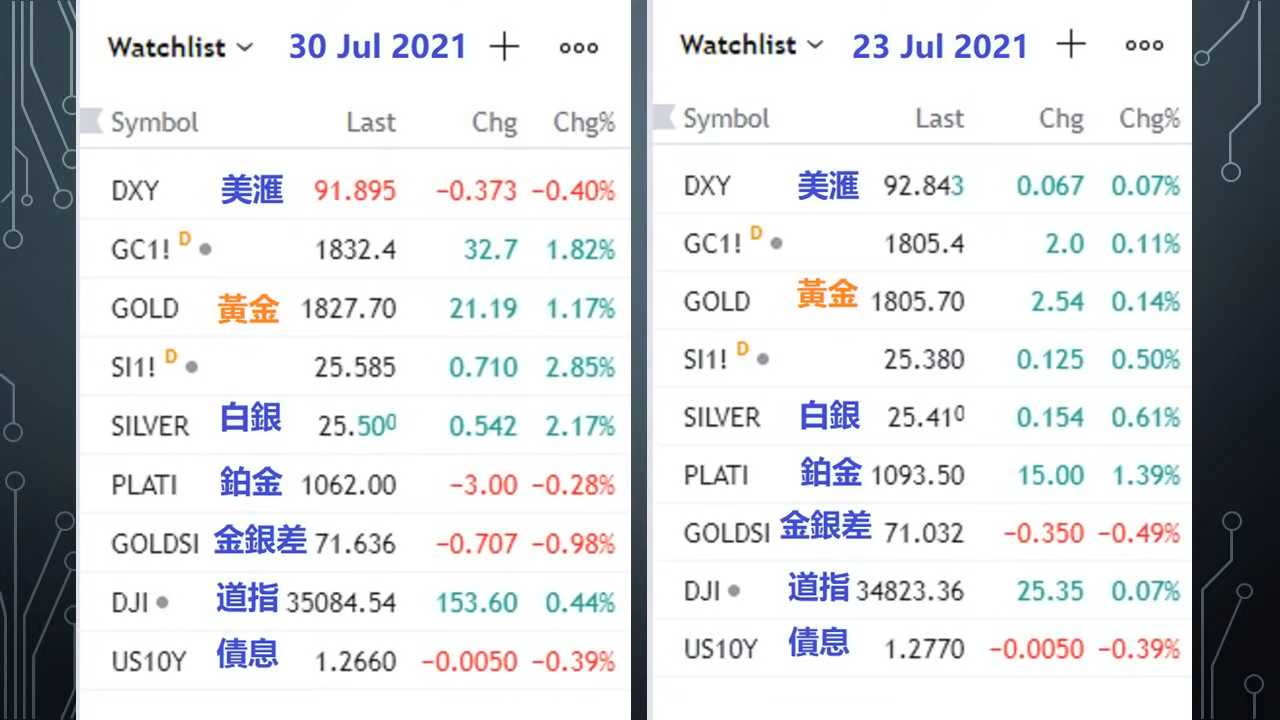 Watchlist 30 Jul 2021
Symbol Last Chg Chg%
DXY 美滙 91.895 −0.373 −0.40%
GC1! D 1832.4 32.7 1.82%
GOLD 黃金 1827.70 21.19 1.17%
SI1! D 25.585 0.710 2.85%
SILVER 白銀 25.500 0.542 2.17%
PLATI 鉑金 1062.00 −3.00 −0.28%
GOLDSI 金銀差 71.636 −0.707 −0.98%
DJI 道指 35084.54 153.60 0.44%
US10Y 債息 1.2660 −0.0050 −0.39%
Watchlist 23 Jul 2021
Symbol Last Chg Chg%
DXY 美滙 92.843 0.067 0.07%
GC1! D 1805.4 2.0 0.11%
GOLD 黃金 1805.70 2.54 0.14%
SI1! D 25.380 0.125 0.50%
SILVER 白銀 25.410 0.154 0.61%
PLATI 鉑金 1093.50 15.00 1.39%
GOLDSI 金銀差 71.032 −0.350 −0.49%
DJI 道指 34823.36 25.35 0.07%
US10Y 債息 1.2770 −0.0050 −0.39%